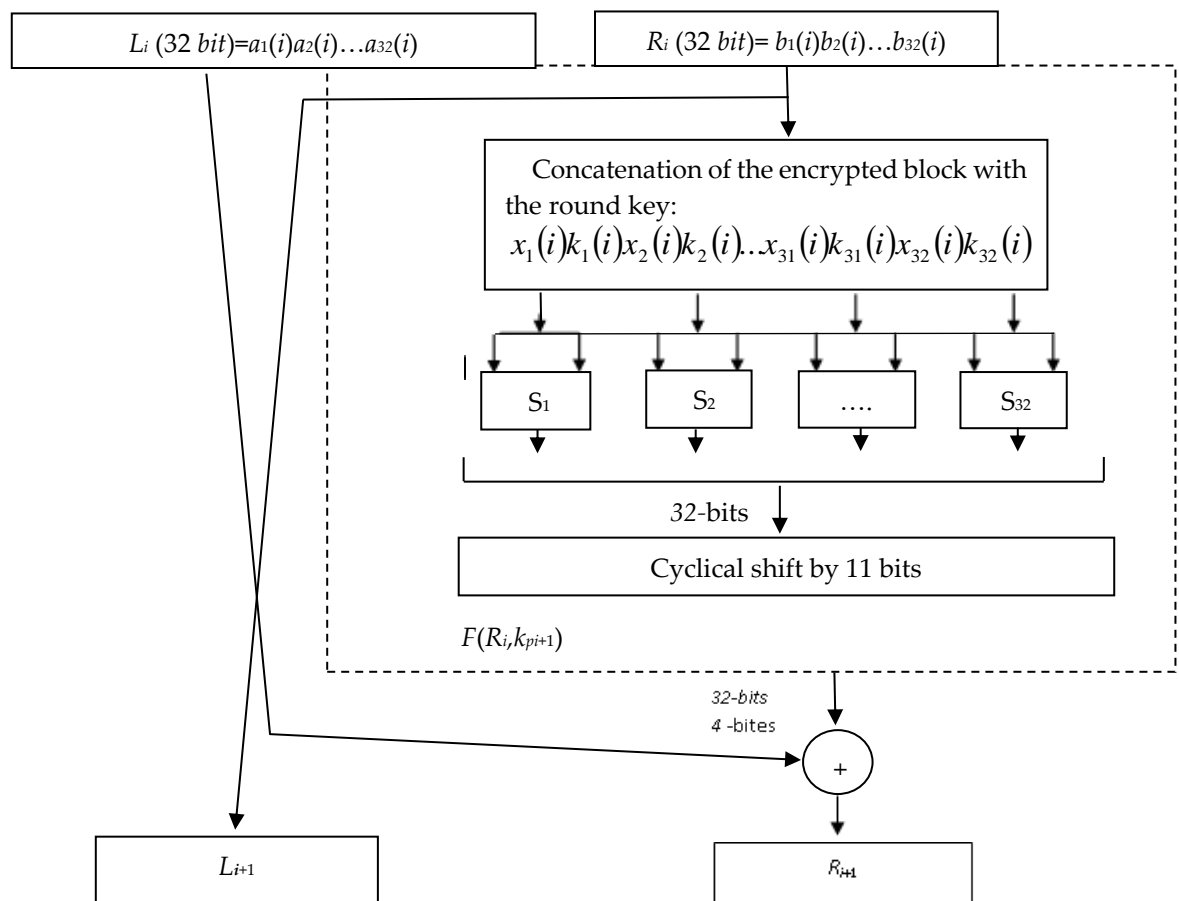 Li (32 bit)=a1(i)a2(i)…a32(i)
Ri (32 bit)= b1(i)b2(i)…b32(i)
Concatenation of the encrypted block with
the round key:
x₁(i)k₁(i)x₂(i)k₂(i)…x₃₁(i)k₃₁(i)x₃₂(i)k₃₂(i)
S1
S2
….
S32
32-bits
Cyclical shift by 11 bits
F(Ri,kpi+1)
32-bits
4 -bites
+
Li+1
Ri+1